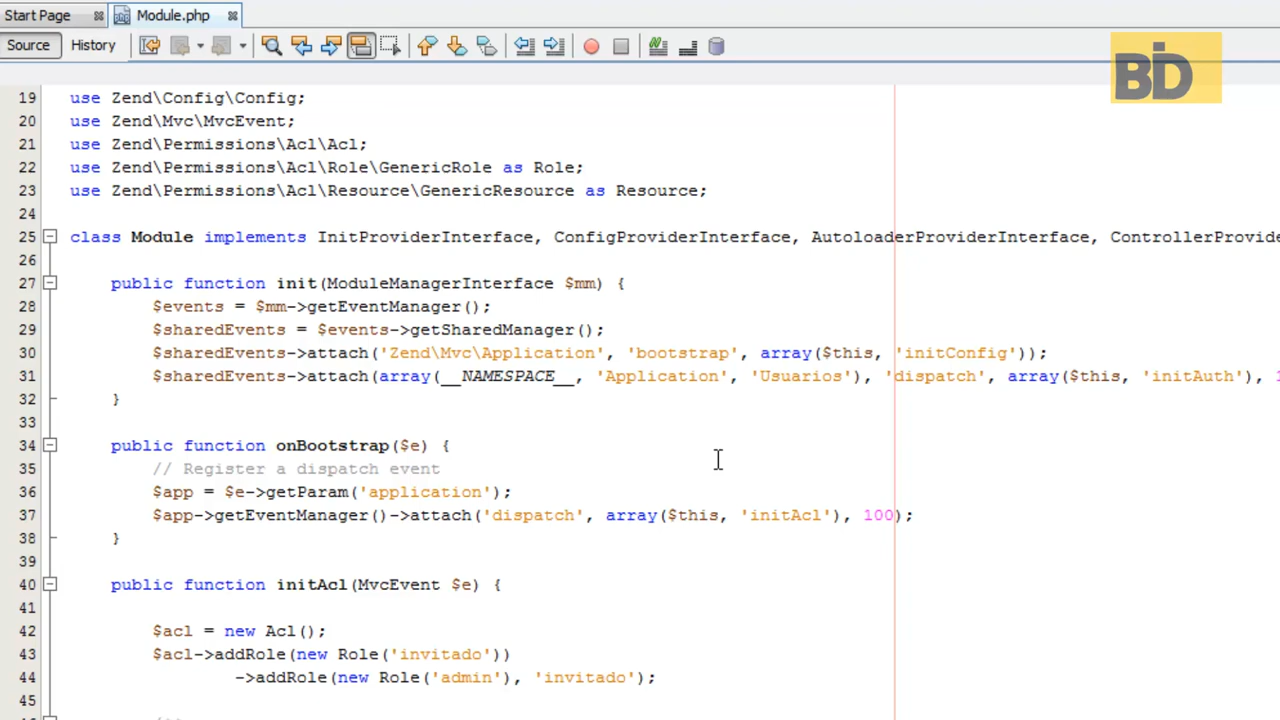 Start Page
Module.php
Source
History
BID
19 use Zend\Config\Config;
20 use Zend\Mvc\MvcEvent;
21 use Zend\Permissions\Acl\Acl;
22 use Zend\Permissions\Acl\Role\GenericRole as Role;
23 use Zend\Permissions\Acl\Resource\GenericResource as Resource;
24
25 class Module implements InitProviderInterface, ConfigProviderInterface, AutoloaderProviderInterface, ControllerProvide
26
27 public function init(ModuleManagerInterface $mm) {
28 $events = $mm->getEventManager();
29 $sharedEvents = $events->getSharedManager();
30 $sharedEvents->attach('Zend\Mvc\Application', 'bootstrap', array($this, 'initConfig'));
31 $sharedEvents->attach(array(__NAMESPACE__, 'Application', 'Usuarios'), 'dispatch', array($this, 'initAuth'), 1
32 }
33
34 public function onBootstrap($e) {
35 // Register a dispatch event
36 $app = $e->getParam('application');
37 $app->getEventManager()->attach('dispatch', array($this, 'initAcl'), 100);
38 }
39
40 public function initAcl(MvcEvent $e) {
41
42 $acl = new Acl();
43 $acl->addRole(new Role('invitado'))
44 ->addRole(new Role('admin'), 'invitado');
45